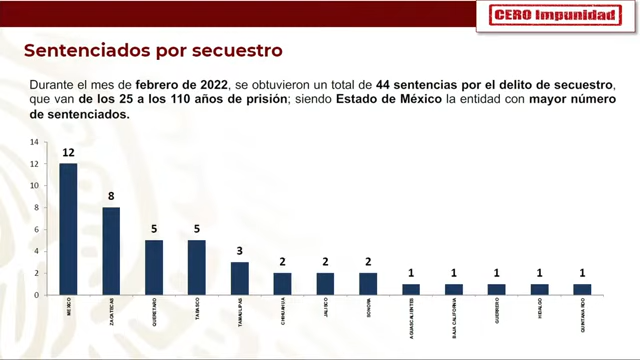 CERO Impunidad
Sentenciados por secuestro
Durante el mes de febrero de 2022, se obtuvieron un total de 44 sentencias por el delito de secuestro,
que van de los 25 a los 110 años de prisión; siendo Estado de México la entidad con mayor número
de sentenciados.
14
12
10
8
6
4
2
0
12
8
5
5
3
2
2
2
1
1
1
1
1
MÉXICO
ZACATECAS
QUERÉTARO
TABASCO
TAMAULIPAS
CHIHUAHUA
JALISCO
SONORA
AGUASCALIENTES
BAJA CALIFORNIA
GUERRERO
HIDALGO
QUINTANA ROO